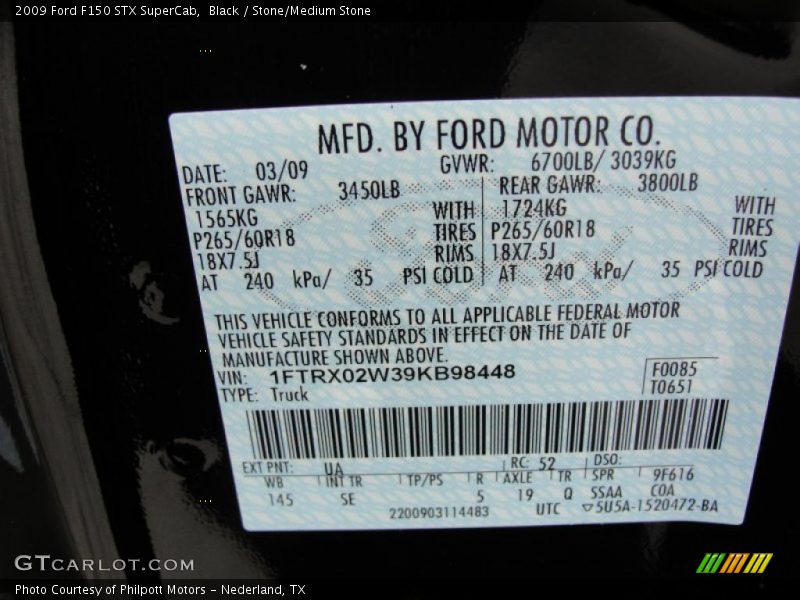 2009 Ford F150 STX SuperCab,  Black / Stone/Medium Stone
MFD. BY FORD MOTOR CO.
DATE: 03/09 GVWR: 6700LB/ 3039KG
FRONT GAWR: 3450LB REAR GAWR: 3800LB
1565KG WITH 1724KG WITH
P265/60R18 TIRES P265/60R18 TIRES
18X7.5J RIMS 18X7.5J RIMS
AT 240 kPa/ 35 PSI COLD AT 240 kPa/ 35 PSI COLD
THIS VEHICLE CONFORMS TO ALL APPLICABLE FEDERAL MOTOR
VEHICLE SAFETY STANDARDS IN EFFECT ON THE DATE OF
MANUFACTURE SHOWN ABOVE.
VIN: 1FTRX02W39KB98448 F0085
TYPE: Truck T0651
EXT PNT: UA RC: 52 DSO:
WB INT TR TP/PS R AXLE TR SPR 9F616
145 SE 5 19 Q SSAA COA
2200903114483 UTC ▽5U5A-1520472-BA
GTCARLOT.COM
Photo Courtesy of Philpott Motors - Nederland, TX